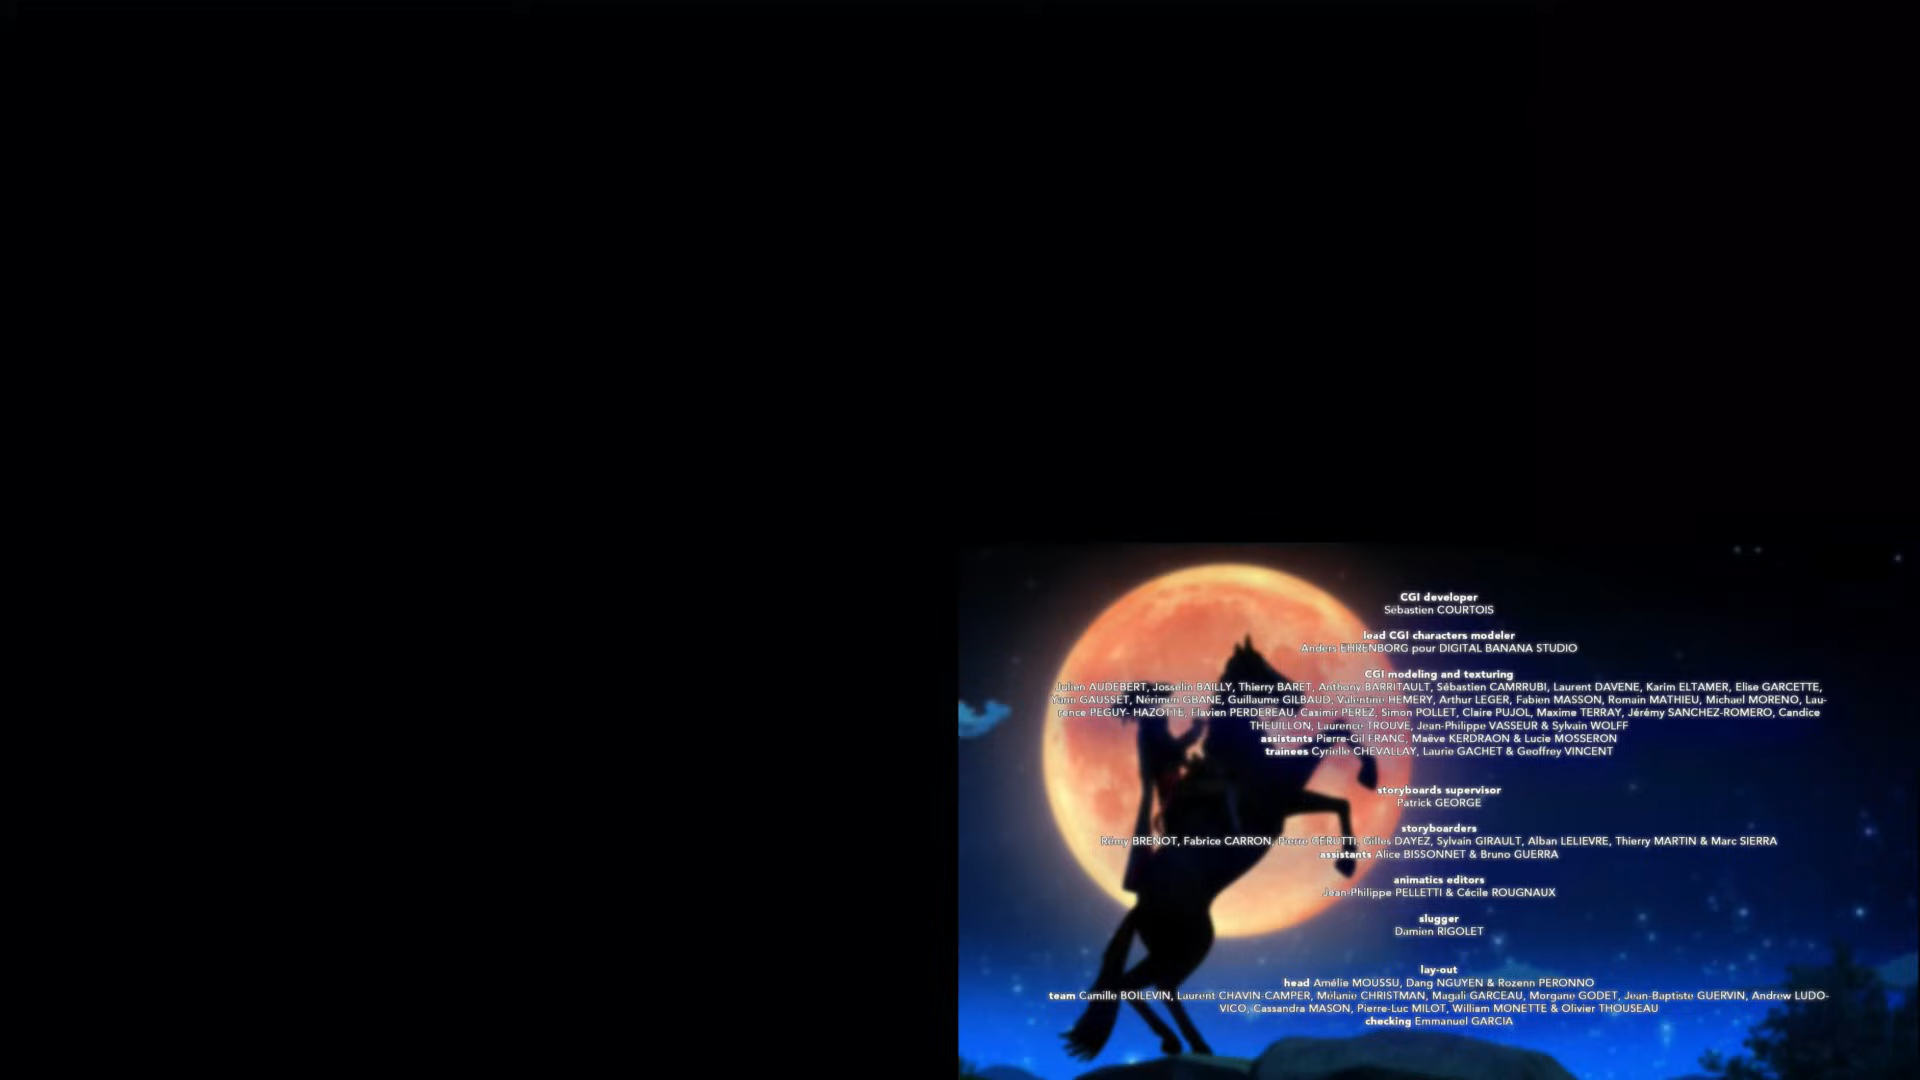 CGI developer
Sébastien COURTOIS
lead CGI characters modeler
Anders EHRENBORG pour DIGITAL BANANA STUDIO
CGI modeling and texturing
Julien AUDEBERT, Josselin BAILLY, Thierry BARET, Anthony BARRITAULT, Sébastien CAMRRUBI, Laurent DAVENE, Karim ELTAMER, Elise GARCETTE,
Yann GAUSSET, Nérimen GBANE, Guillaume GILBAUD, Valentine HEMERY, Arthur LEGER, Fabien MASSON, Romain MATHIEU, Michael MORENO, Lau-
rence PEGUY- HAZOTTE, Flavien PERDEREAU, Casimir PEREZ, Simon POLLET, Claire PUJOL, Maxime TERRAY, Jérémy SANCHEZ-ROMERO, Candice
THEUILLON, Laurence TROUVE, Jean-Philippe VASSEUR & Sylvain WOLFF
assistants Pierre-Gil FRANC, Maëve KERDRAON & Lucie MOSSERON
trainees Cyrielle CHEVALLAY, Laurie GACHET & Geoffrey VINCENT
storyboards supervisor
Patrick GEORGE
storyboarders
Rémy BRENOT, Fabrice CARRON, Pierre CERUTTI, Gilles DAYEZ, Sylvain GIRAULT, Alban LELIEVRE, Thierry MARTIN & Marc SIERRA
assistants Alice BISSONNET & Bruno GUERRA
animatics editors
Jean-Philippe PELLETTI & Cécile ROUGNAUX
slugger
Damien RIGOLET
lay-out
head Amélie MOUSSU, Dang NGUYEN & Rozenn PERONNO
team Camille BOILEVIN, Laurent CHAVIN-CAMPER, Mélanie CHRISTMAN, Magali GARCEAU, Morgane GODET, Jean-Baptiste GUERVIN, Andrew LUDO-
VICO, Cassandra MASON, Pierre-Luc MILOT, William MONETTE & Olivier THOUSEAU
checking Emmanuel GARCIA